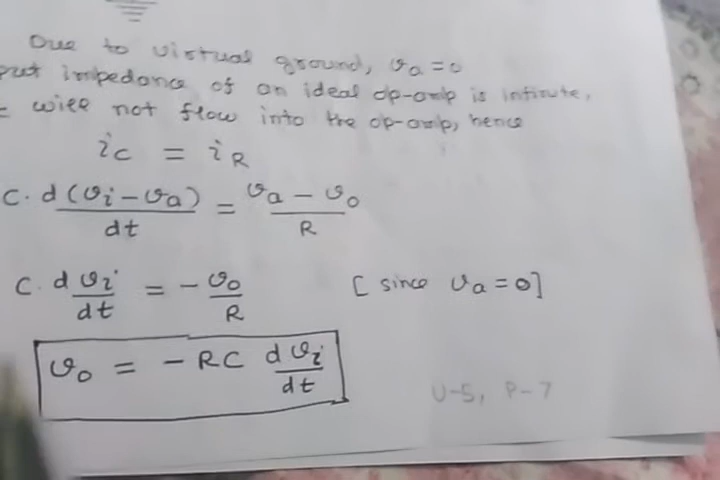 Due to virtual ground, va = 0
put impedance of an ideal op-amp is infinite,
will not flow into the op-amp, hence
iC = iR
C. d(vi - va)/dt = va - vo/R
C. dvi/dt = - vo/R [since va = 0]
vo = - RC dvi/dt
U-5, P-7